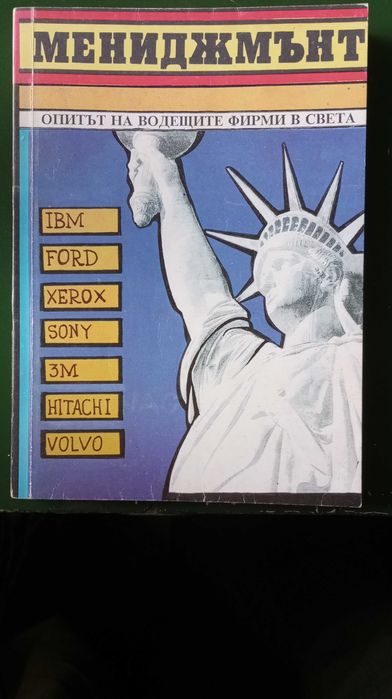 МЕНИДЖМЪНТ
ОПИТЪТ НА ВОДЕЩИТЕ ФИРМИ В СВЕТА
IBM
FORD
XEROX
SONY
3M
HITACHI
VOLVO